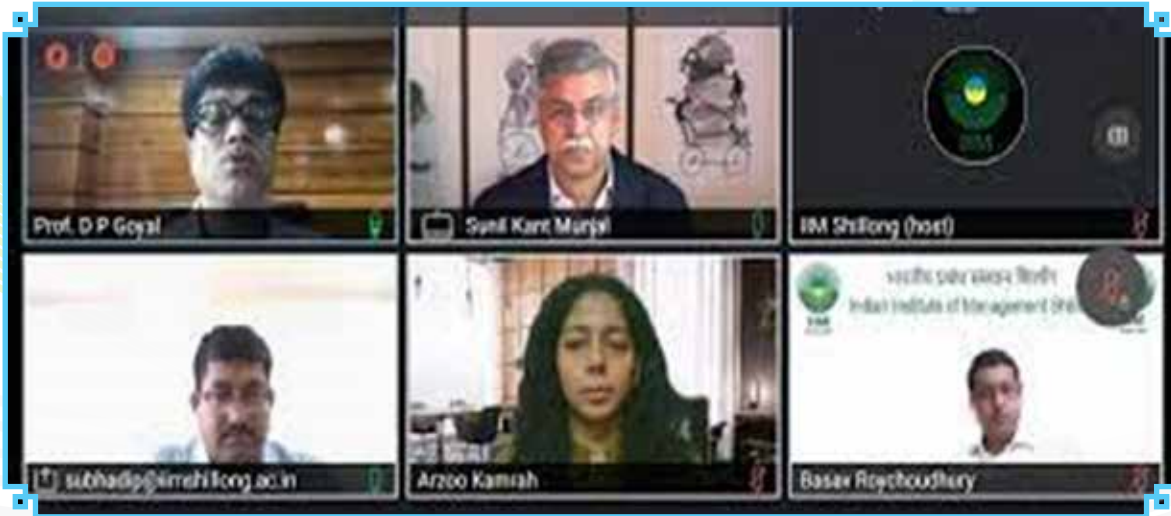 Prof. D P Goyal
Sunil Kant Munjal
IIM Shillong (host)
subhadip@iimshillong.ac.in
Arzoo Kamrah
Indian Institute of Management
Basav Roychoudhury